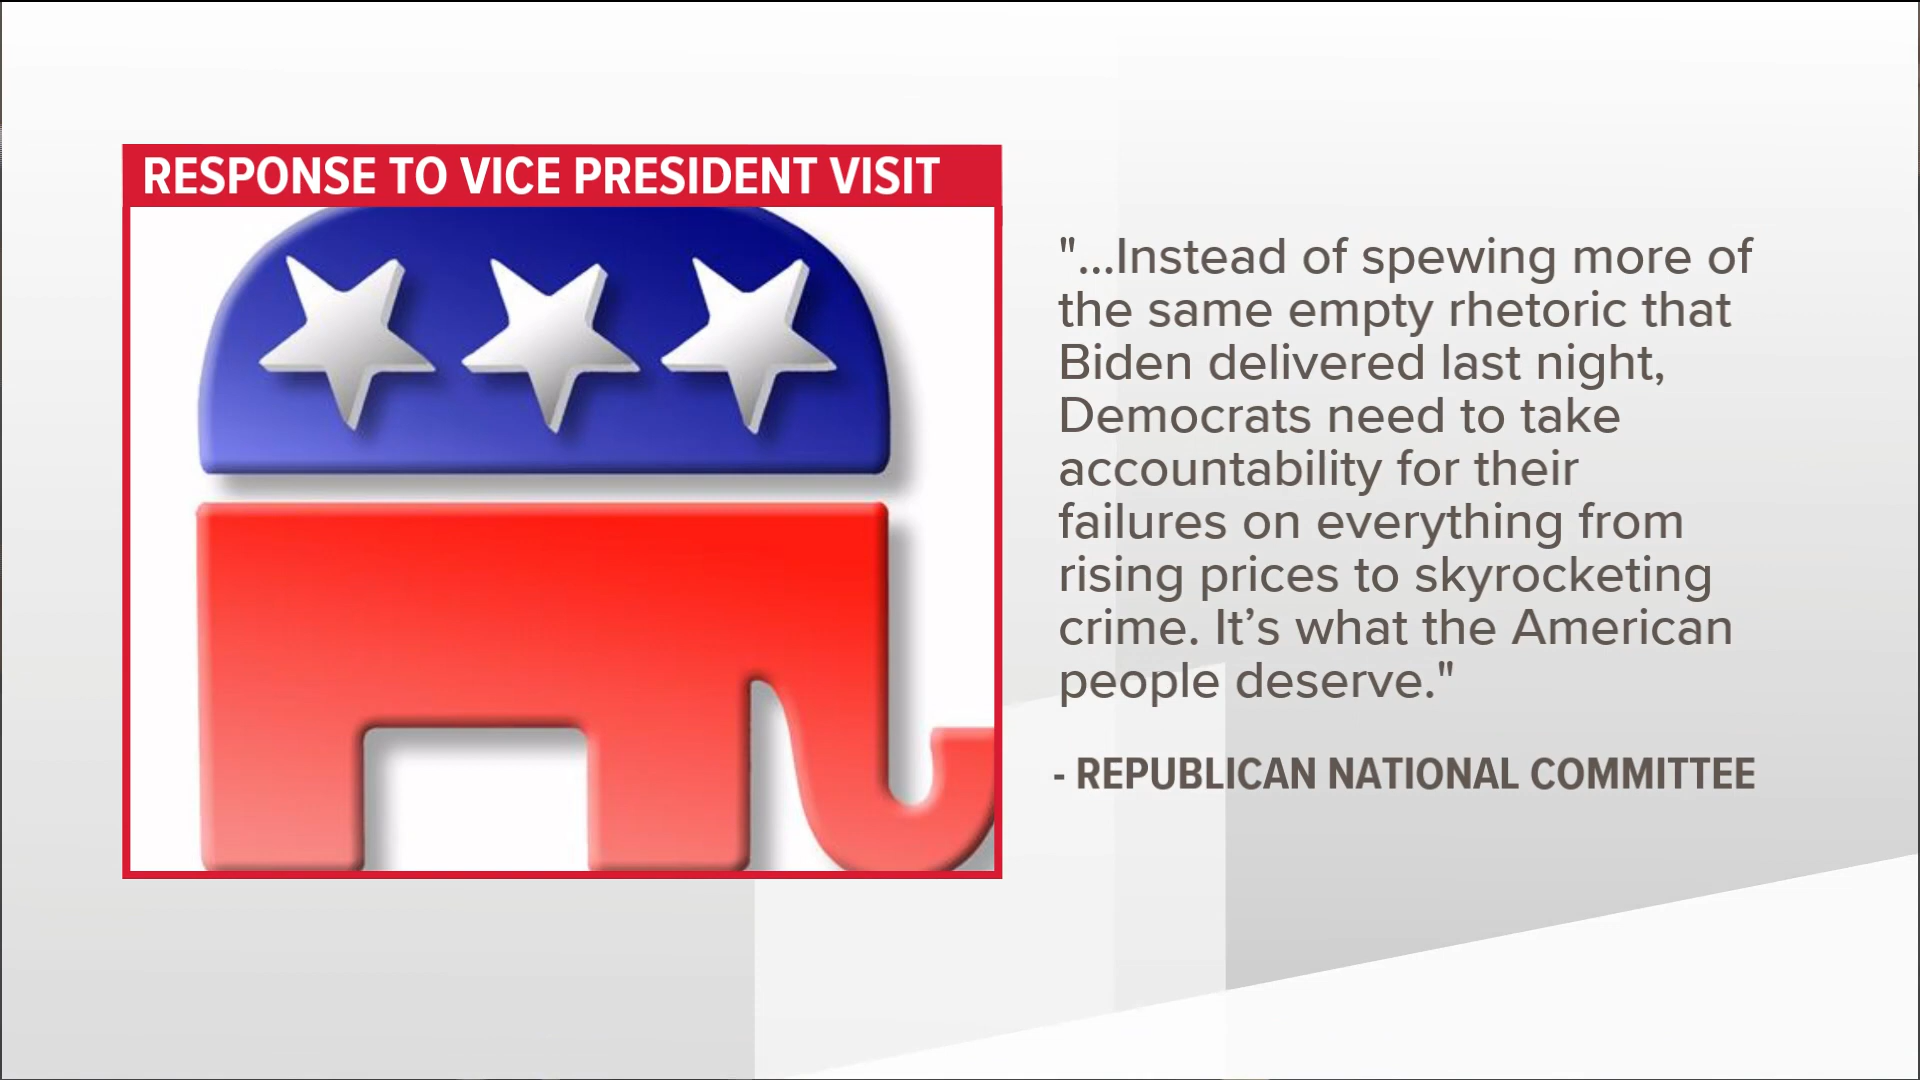 RESPONSE TO VICE PRESIDENT VISIT
"...Instead of spewing more of
the same empty rhetoric that
Biden delivered last night,
Democrats need to take
accountability for their
failures on everything from
rising prices to skyrocketing
crime. It’s what the American
people deserve."
- REPUBLICAN NATIONAL COMMITTEE